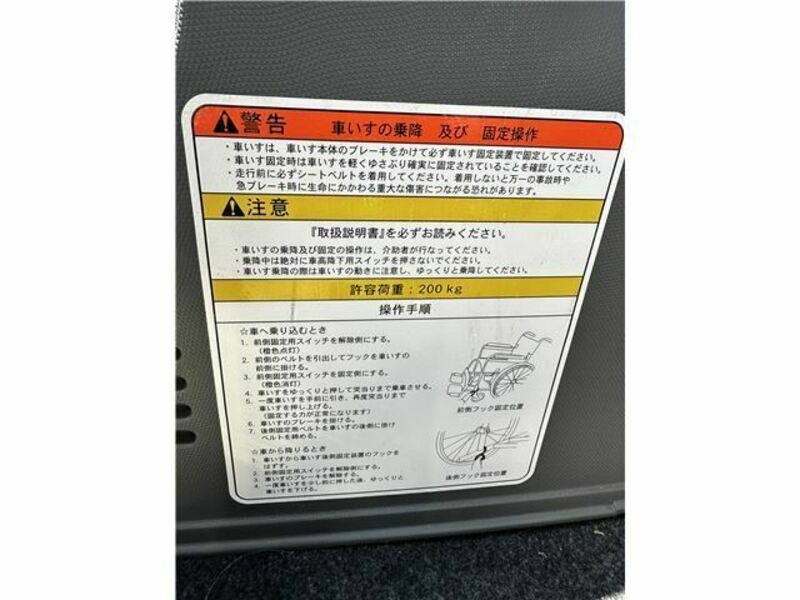 警告 車いすの乗降 及び 固定操作
・車いすは、車いす本体のブレーキをかけて必ず車いす固定装置で固定してください。
・車いす固定時は車いすを軽くゆさぶり確実に固定されていることを確認してください。
・走行前に必ずシートベルトを着用してください。着用しないと万一の事故時や
急ブレーキ時に生命にかかわる重大な傷害につながる恐れがあります。
注意
『取扱説明書』を必ずお読みください。
・車いすの乗降及び固定の操作は、介助者が行なってください。
・乗降中は絶対に車高降下用スイッチを押さないでください。
・車いす乗降の際は車いすの動きに注意し、ゆっくりと乗降してください。
許容荷重：200kg
操作手順
☆車へ乗り込むとき
1. 前側固定用スイッチを解除側にする。
（橙色点灯）
2. 前側のベルトを引出してフックを車いすの
前側に掛ける。
3. 前側固定用スイッチを固定側にする。
（橙色消灯）
4. 車いすをゆっくりと押して突当りまで乗車させる。
5. 一度車いすを手前に引き、再度突当りまで
車いすを押し上げる。
（固定する力が正常になります）
6. 車いすのブレーキを掛ける。
7. 後側固定用ベルトを車いすの後側に掛け
ベルトを締める。
前側フック固定位置
☆車から降りるとき
1. 車いすから車いす後側固定装置のフックを
はずす。
2. 前側固定用スイッチを解除側にする。
3. 車いすのブレーキを解除する。
4. 一度車いすを少し前に押した後、ゆっくりと
車いすを下げる。
後側フック固定位置